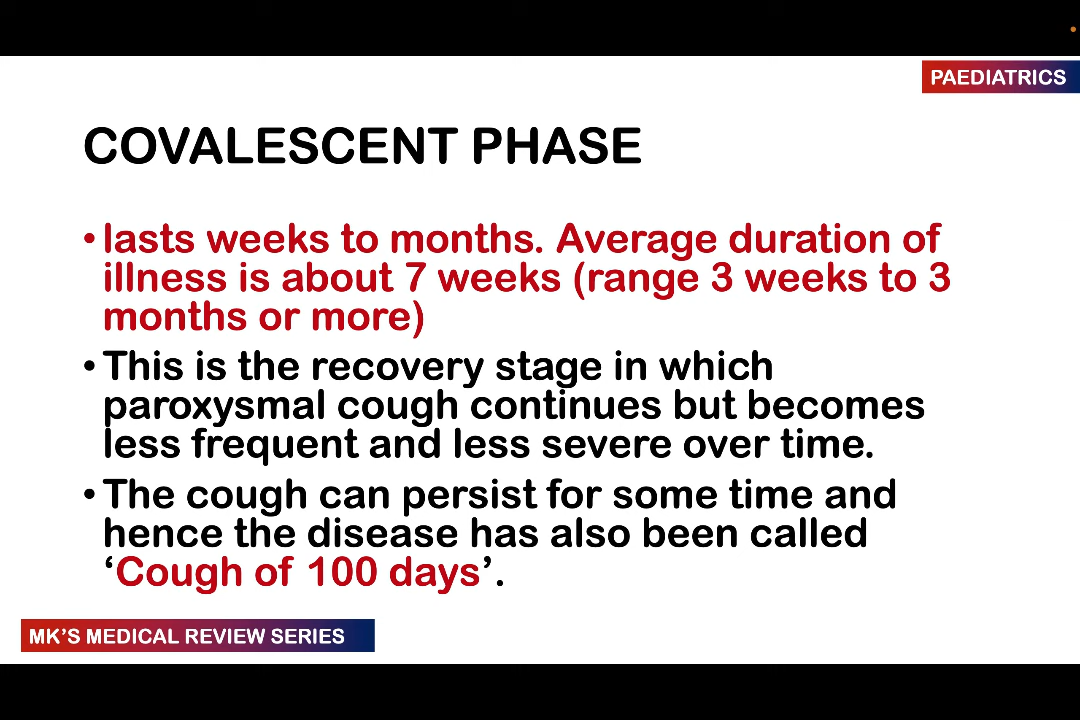 PAEDIATRICS
COVALESCENT PHASE
• lasts weeks to months. Average duration of
illness is about 7 weeks (range 3 weeks to 3
months or more)
• This is the recovery stage in which
paroxysmal cough continues but becomes
less frequent and less severe over time.
• The cough can persist for some time and
hence the disease has also been called
‘Cough of 100 days’.
MK’S MEDICAL REVIEW SERIES